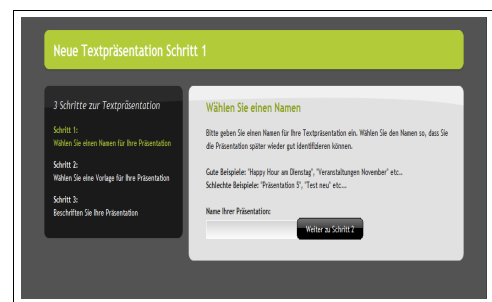 Neue Textpräsentation Schritt 1
3 Schritte zur Textpräsentation
Schritt 1:
Wählen Sie einen Namen für Ihre Präsentation
Schritt 2:
Wählen Sie eine Vorlage für Ihre Präsentation
Schritt 3:
Beschriften Sie Ihre Präsentation
Wählen Sie einen Namen
Bitte geben Sie einen Namen für Ihre Textpräsentation ein. Wählen Sie den Namen so, dass Sie
die Präsentation später wieder gut identifizieren können.
Gute Beispiele: "Happy Hour am Dienstag", "Veranstaltungen November" etc..
Schlechte Beispiele: "Präsentation 5", "Test neu" etc...
Name Ihrer Präsentation:
Weiter zu Schritt 2